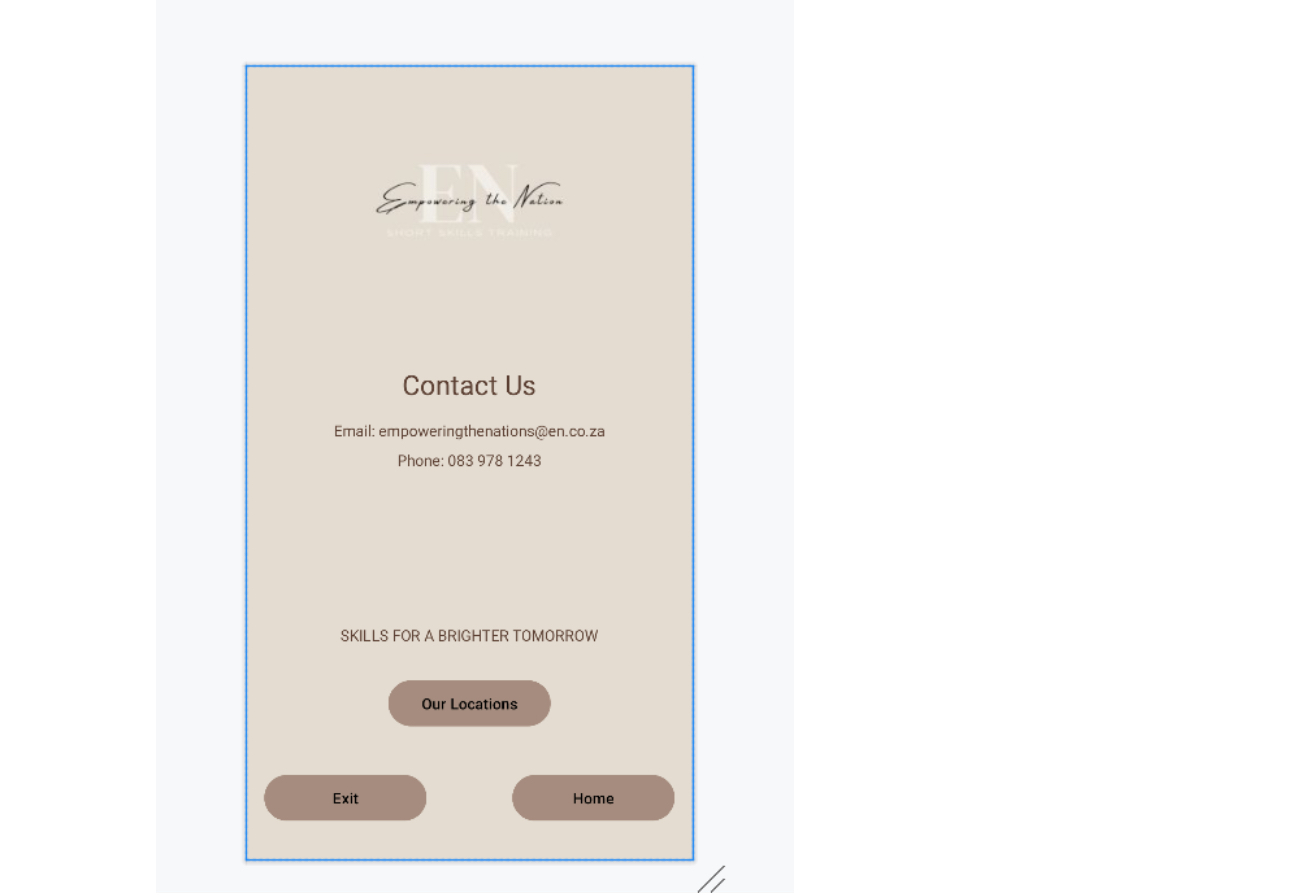 EN
Empowering the Nation
SHORT SKILLS TRAINING
Contact Us
Email: empoweringthenations@en.co.za
Phone: 083 978 1243
SKILLS FOR A BRIGHTER TOMORROW
Our Locations
Exit
Home